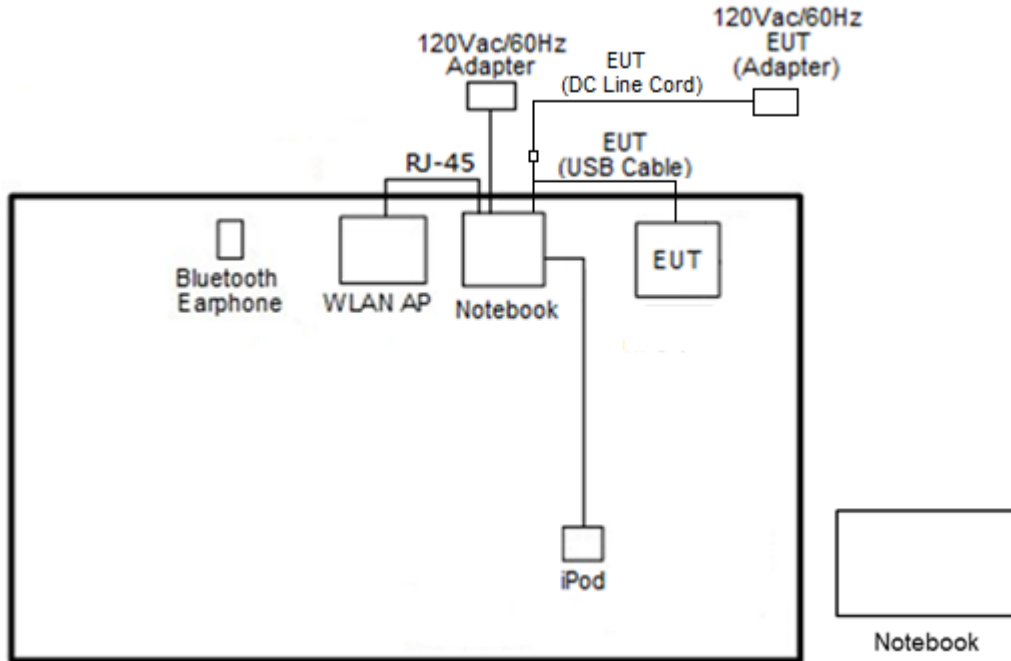 120Vac/60Hz
Adapter
EUT
(DC Line Cord)
120Vac/60Hz
EUT
(Adapter)
RJ-45
EUT
(USB Cable)
Bluetooth
Earphone
WLAN AP
Notebook
EUT
iPod
Notebook